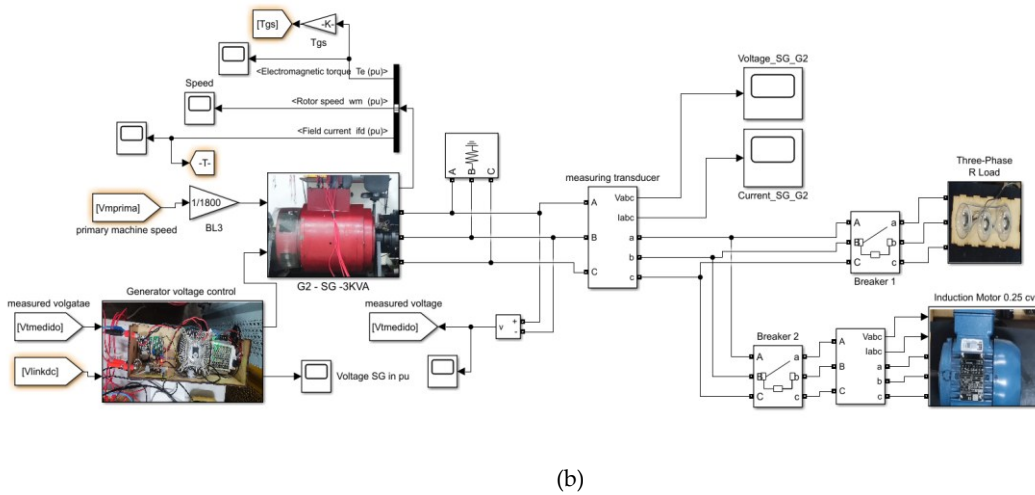 [Tgs]
-K-
Tgs
<Electromagnetic torque Te (pu)>
Speed
<Rotor speed wm (pu)>
<Field current ifd (pu)>
-T-
[Vmprima]
primary machine speed
1/1800
BL3
G2 - SG -3KVA
A B C
measured volgatae
[Vtmedido]
[Vlinkdc]
Generator voltage control
Voltage SG in pu
measured voltage
[Vtmedido]
v
+
-
measuring transducer
A
B
C
Vabc
Iabc
a
b
c
Voltage_SG_G2
Current_SG_G2
A
B
C
a
b
c
Breaker 1
Three-Phase
R Load
Breaker 2
A
B
C
a
b
c
A
B
C
Vabc
Iabc
a
b
c
Induction Motor 0.25 cv
(b)